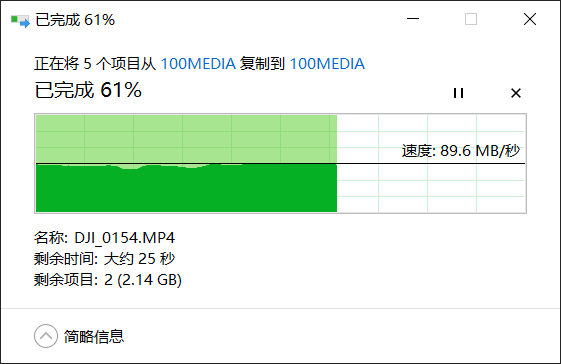 已完成 61%
正在将 5 个项目从 100MEDIA 复制到 100MEDIA
已完成 61%
速度: 89.6 MB/秒
名称: DJI_0154.MP4
剩余时间: 大约 25 秒
剩余项目: 2 (2.14 GB)
简略信息